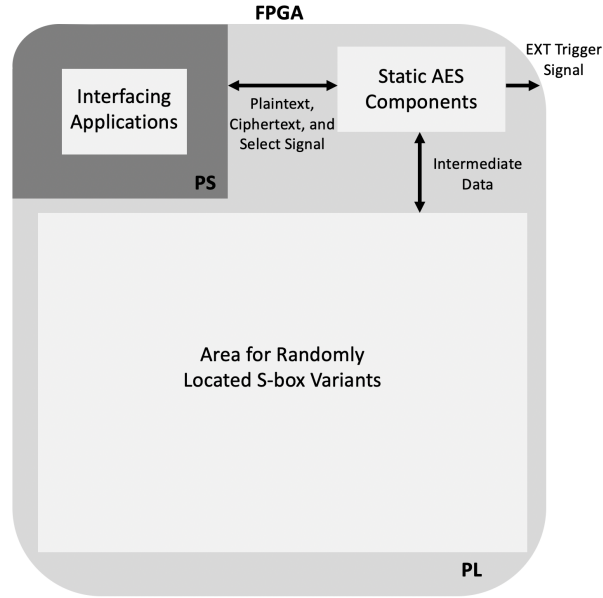 FPGA
Interfacing
Applications
PS
Plaintext,
Ciphertext, and
Select Signal
Static AES
Components
EXT Trigger
Signal
Intermediate
Data
Area for Randomly
Located S-box Variants
PL